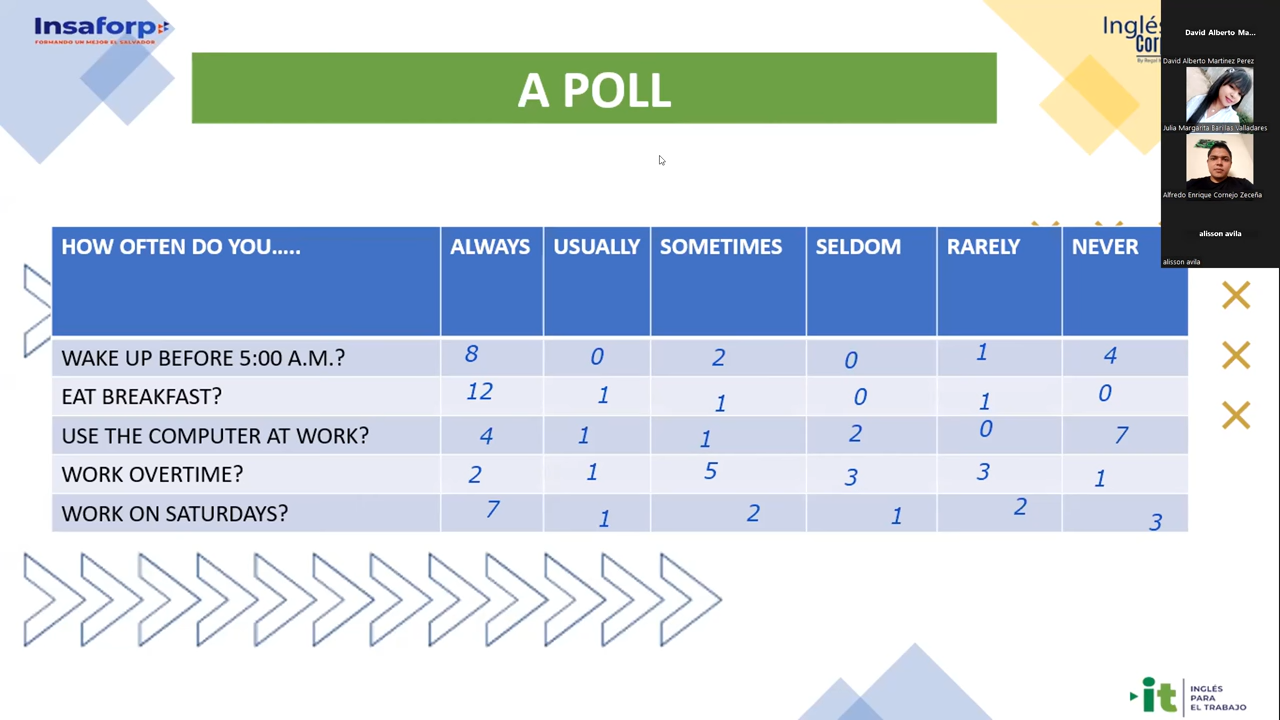 Insaforp
FORMANDO UN MEJOR EL SALVADOR
A POLL
Inglés
Cor
David Alberto Ma...
David Alberto Martinez Perez
Julia Margarita Barillas Valladares
Alfredo Enrique Cornejo Zeceña
alisson avila
alisson avila
HOW OFTEN DO YOU..... ALWAYS USUALLY SOMETIMES SELDOM RARELY NEVER
WAKE UP BEFORE 5:00 A.M.? 8 0 2 0 1 4
EAT BREAKFAST? 12 1 1 0 1 0
USE THE COMPUTER AT WORK? 4 1 1 2 0 7
WORK OVERTIME? 2 1 5 3 3 1
WORK ON SATURDAYS? 7 1 2 1 2 3
it
INGLÉS
PARA
EL TRABAJO